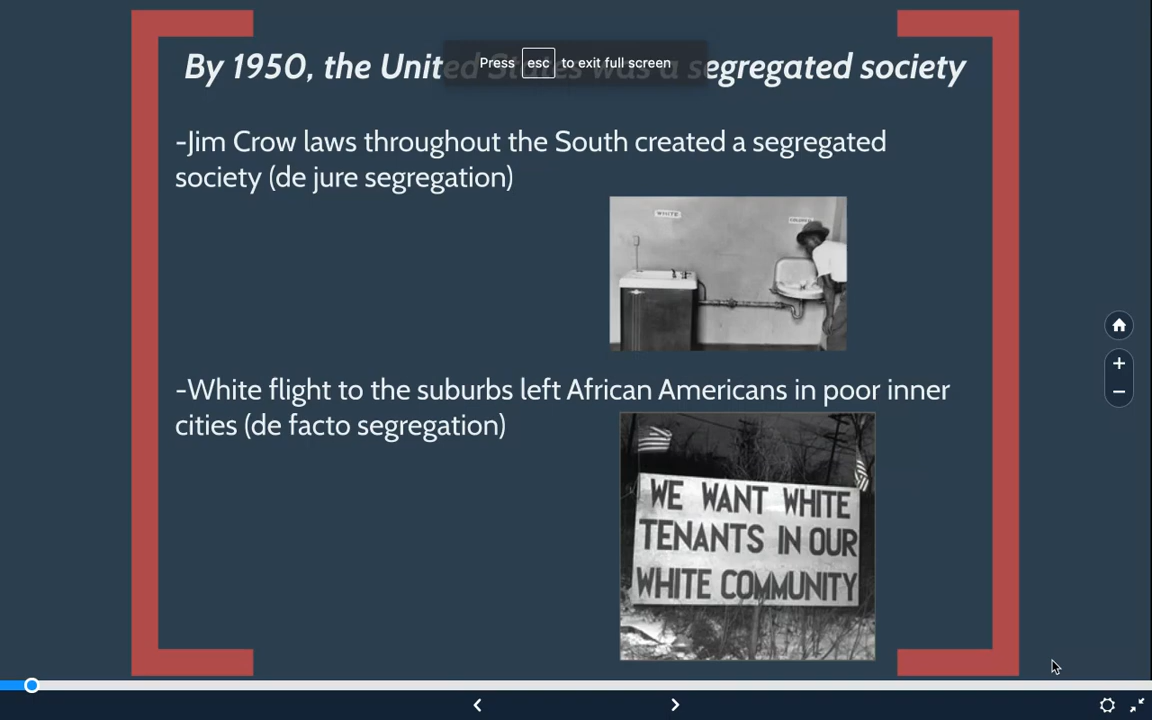 By 1950, the United States was a segregated society
Press esc to exit full screen
-Jim Crow laws throughout the South created a segregated
society (de jure segregation)
WHITE
COLORED
-White flight to the suburbs left African Americans in poor inner
cities (de facto segregation)
WE WANT WHITE
TENANTS IN OUR
WHITE COMMUNITY